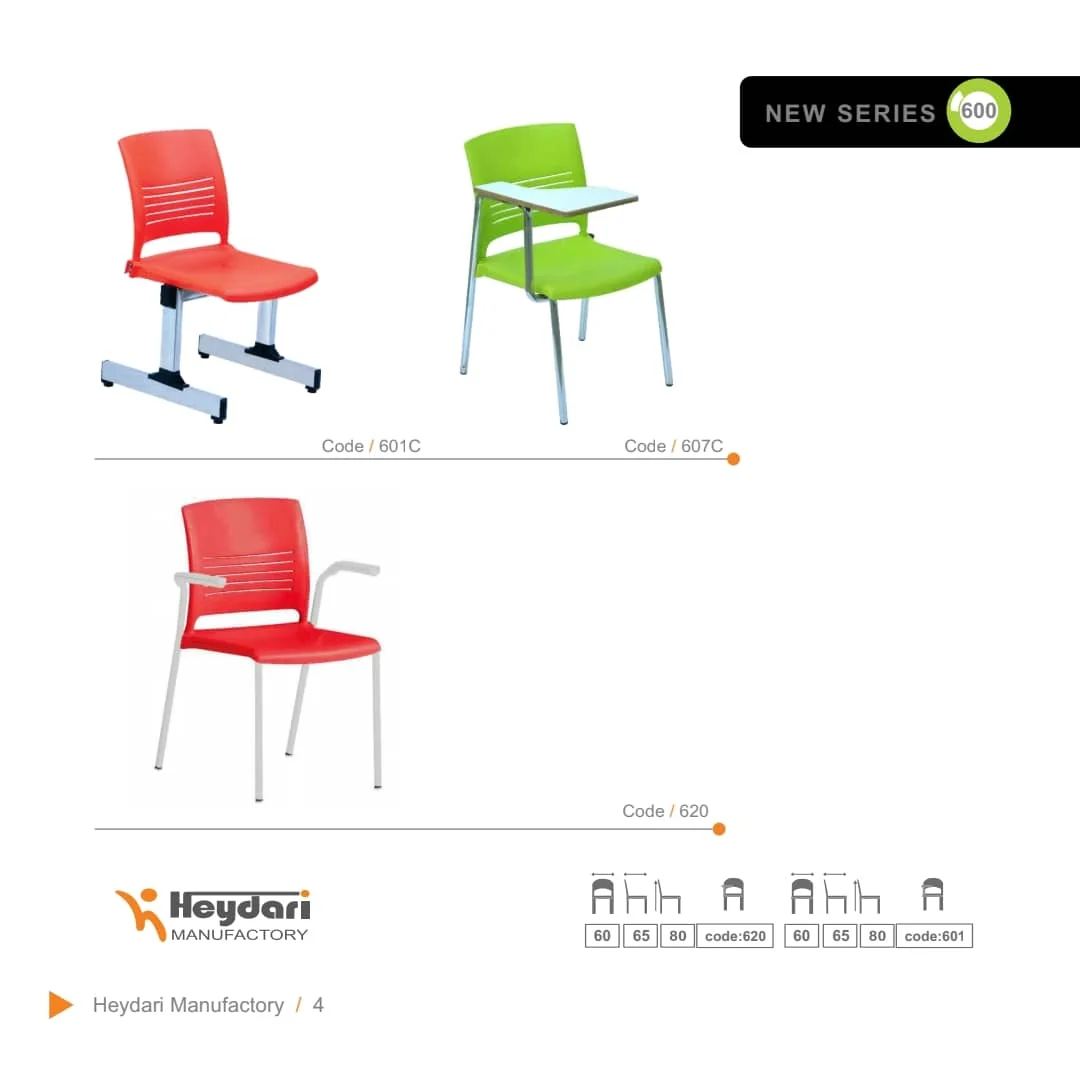 NEW SERIES 600
Code / 601C
Code / 607C
Code / 620
Heydari
MANUFACTORY
60 65 80 code:620 60 65 80 code:601
Heydari Manufactory / 4